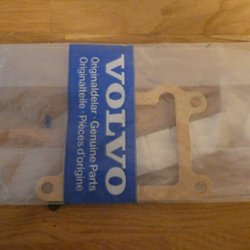 VOLVO
Originaldelar · Genuine Parts
Originalteile · Pièces d'origine